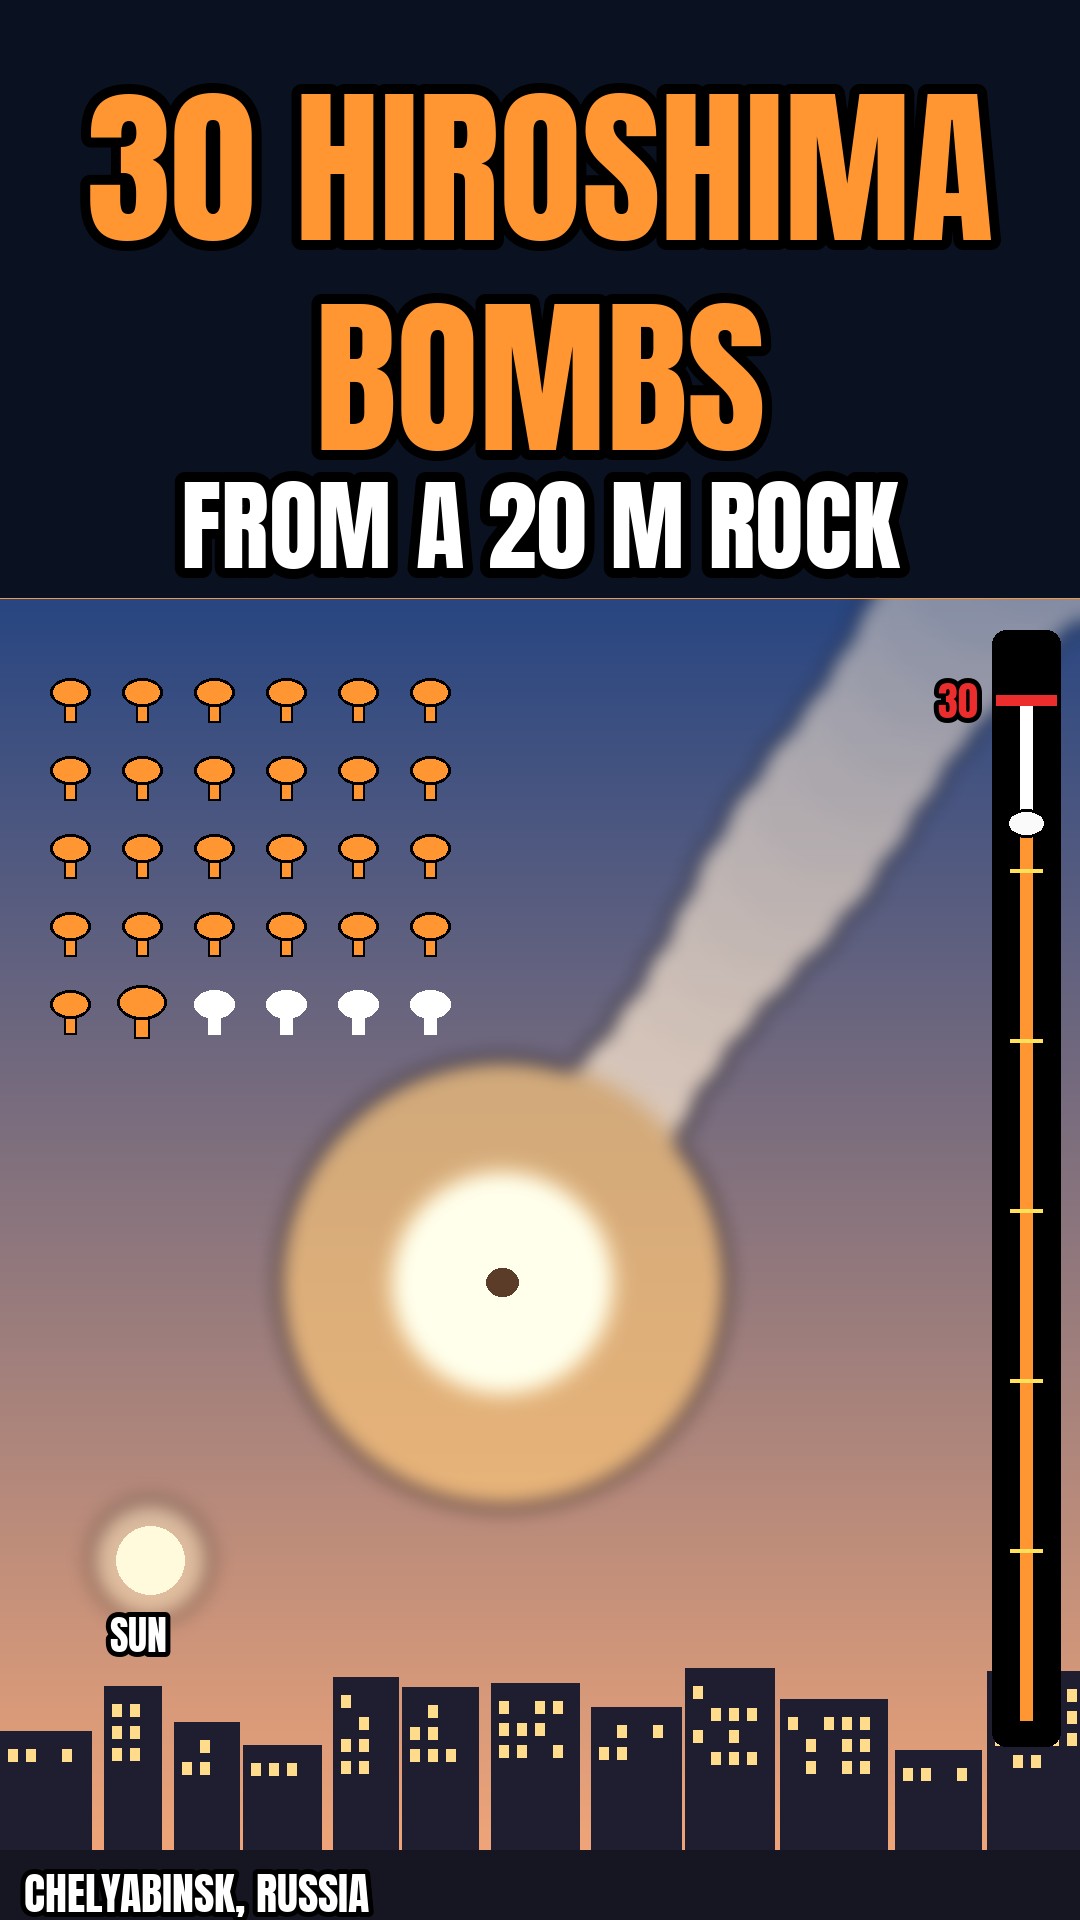 30 HIROSHIMA
BOMBS
FROM A 20 M ROCK
30
SUN
CHELYABINSK, RUSSIA